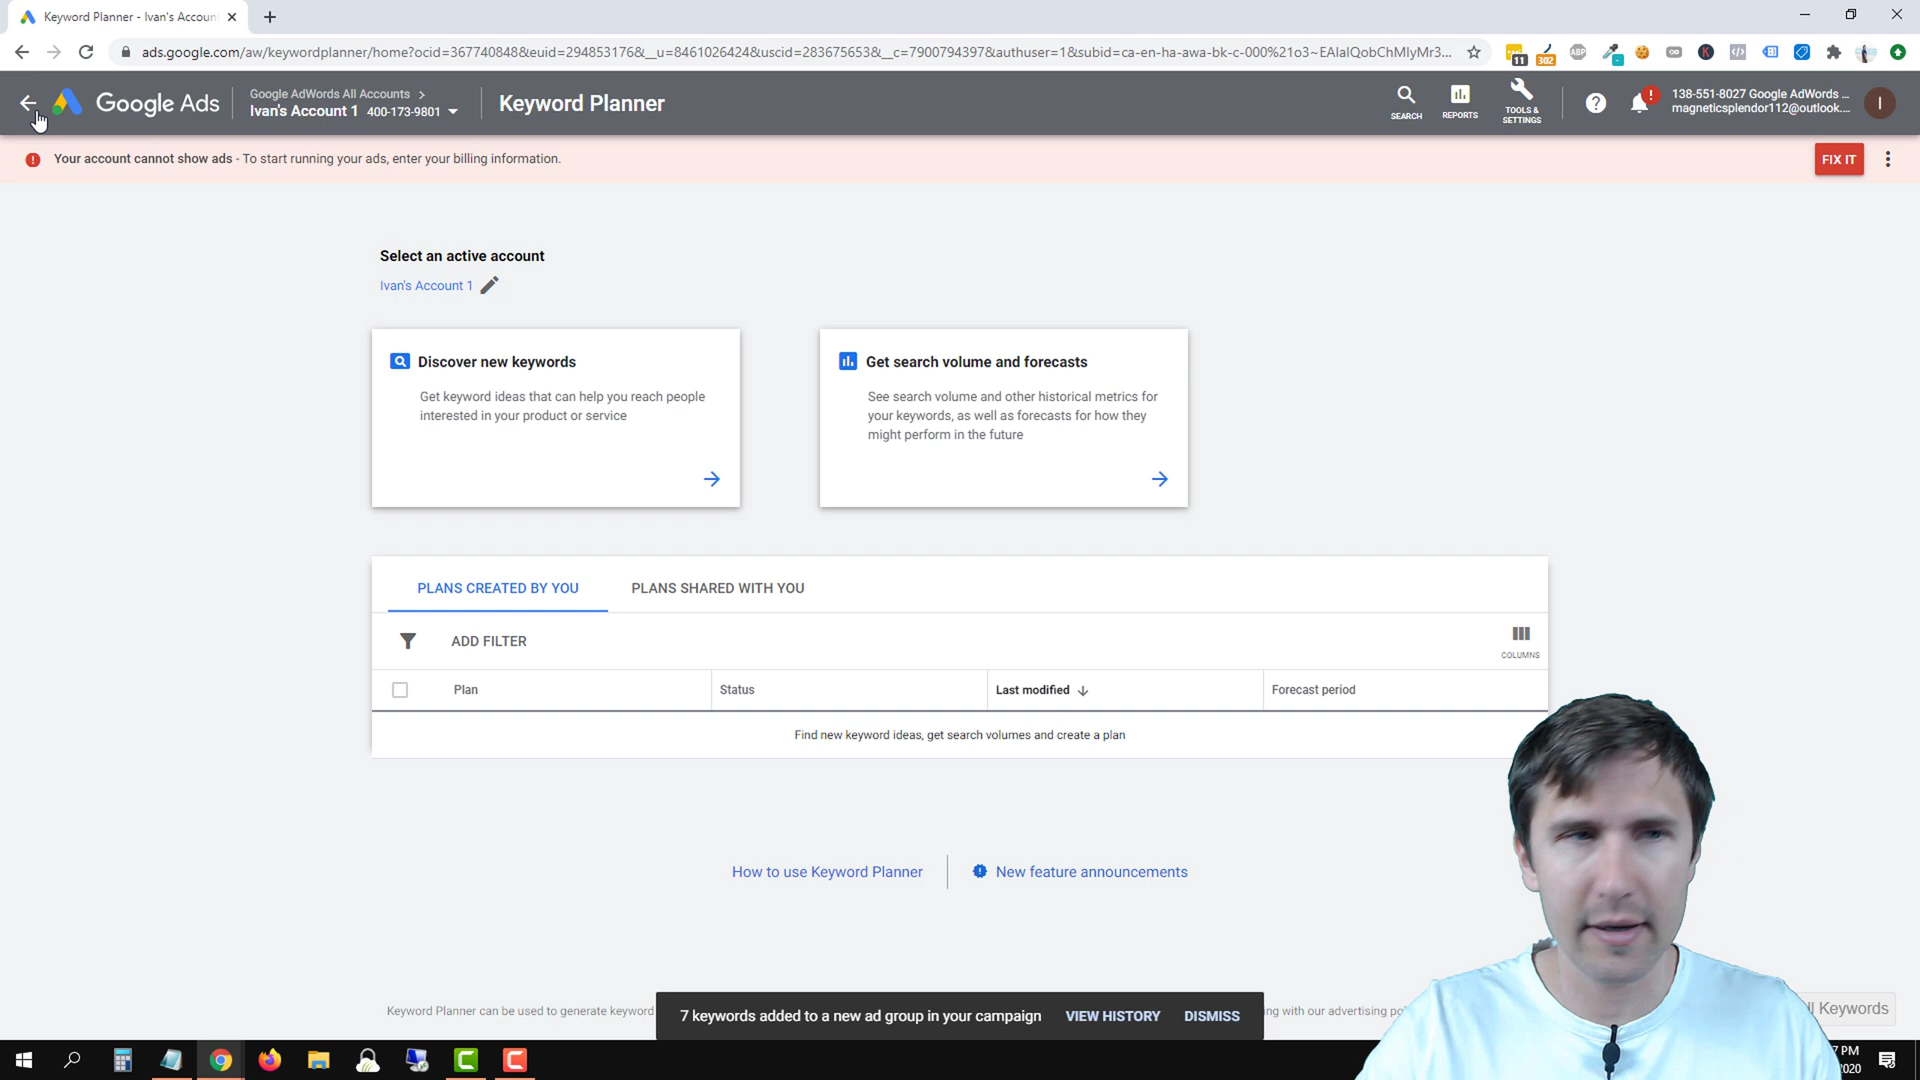 Keyword Planner - Ivan's Accoun
ads.google.com/aw/keywordplanner/home?ocid=367740848&euid=294853176&__u=8461026424&uscid=283675653&__c=7900794397&authuser=1&subid=ca-en-ha-awa-bk-c-000%21o3~EAIaIQobChMIyMr3...
11
302
ABP
Google Ads
Google AdWords All Accounts >
Ivan's Account 1 400-173-9801
Keyword Planner
SEARCH
REPORTS
TOOLS &
SETTINGS
138-551-8027 Google AdWords ...
magneticsplendor112@outlook....
I
Your account cannot show ads - To start running your ads, enter your billing information.
FIX IT
Select an active account
Ivan's Account 1
Discover new keywords
Get keyword ideas that can help you reach people
interested in your product or service
Get search volume and forecasts
See search volume and other historical metrics for
your keywords, as well as forecasts for how they
might perform in the future
PLANS CREATED BY YOU
PLANS SHARED WITH YOU
ADD FILTER
COLUMNS
Plan
Status
Last modified
Forecast period
Find new keyword ideas, get search volumes and create a plan
How to use Keyword Planner
New feature announcements
Keyword Planner can be used to generate keyword
ing with our advertising po
7 keywords added to a new ad group in your campaign
VIEW HISTORY
DISMISS
ll Keywords
7 PM
2020